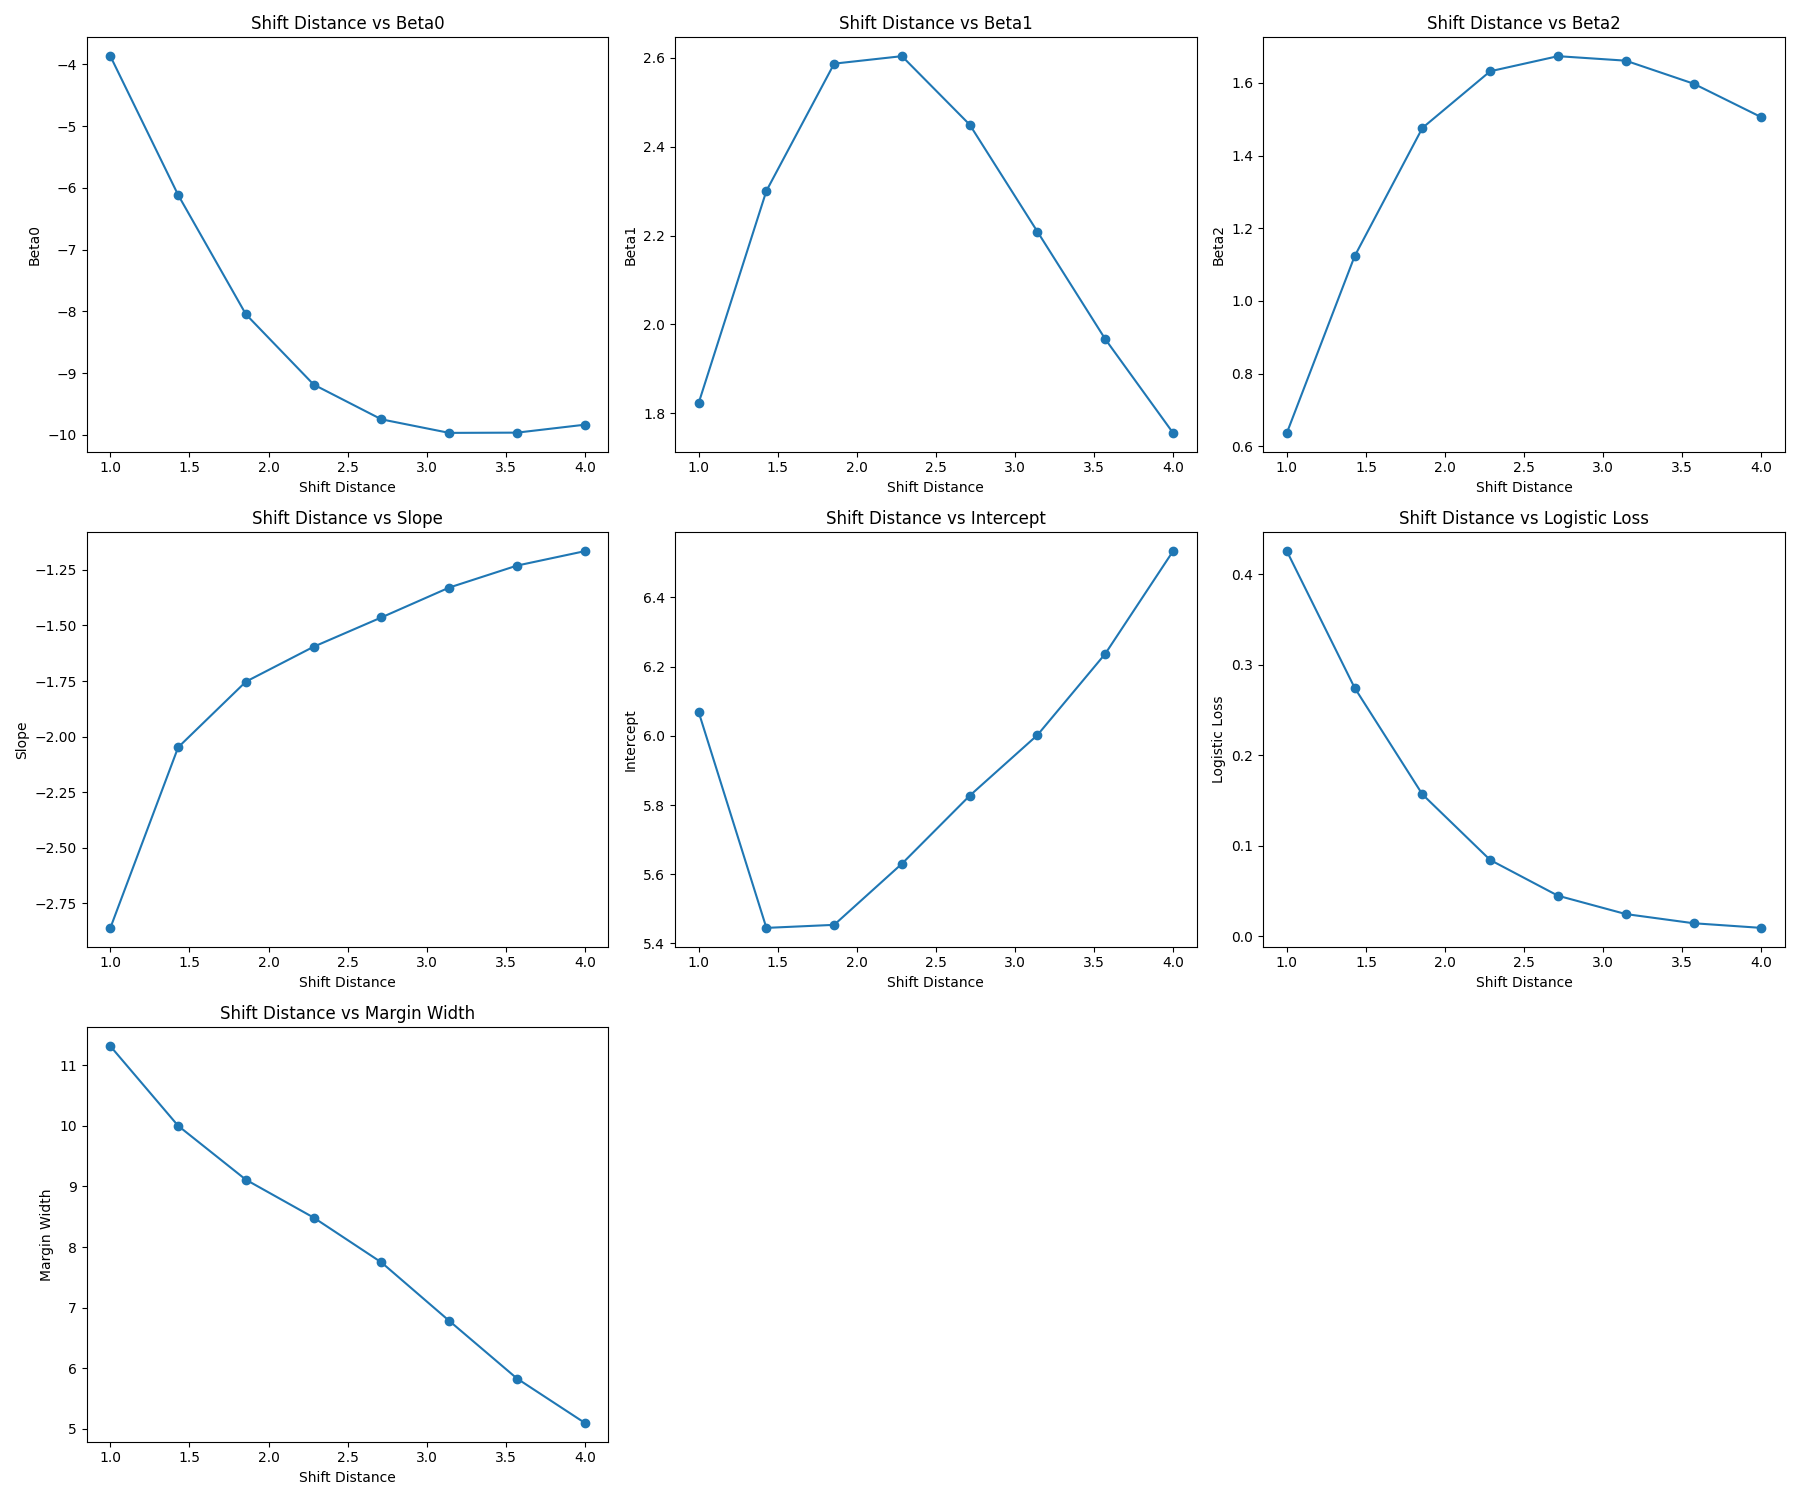 Shift Distance vs Beta0
−4
−5
−6
−7
−8
−9
−10
Beta0
1.0 1.5 2.0 2.5 3.0 3.5 4.0
Shift Distance
Shift Distance vs Beta1
2.6
2.4
2.2
2.0
1.8
Beta1
1.0 1.5 2.0 2.5 3.0 3.5 4.0
Shift Distance
Shift Distance vs Beta2
1.6
1.4
1.2
1.0
0.8
0.6
Beta2
1.0 1.5 2.0 2.5 3.0 3.5 4.0
Shift Distance
Shift Distance vs Slope
−1.25
−1.50
−1.75
−2.00
−2.25
−2.50
−2.75
Slope
1.0 1.5 2.0 2.5 3.0 3.5 4.0
Shift Distance
Shift Distance vs Intercept
6.4
6.2
6.0
5.8
5.6
5.4
Intercept
1.0 1.5 2.0 2.5 3.0 3.5 4.0
Shift Distance
Shift Distance vs Logistic Loss
0.4
0.3
0.2
0.1
0.0
Logistic Loss
1.0 1.5 2.0 2.5 3.0 3.5 4.0
Shift Distance
Shift Distance vs Margin Width
11
10
9
8
7
6
5
Margin Width
1.0 1.5 2.0 2.5 3.0 3.5 4.0
Shift Distance